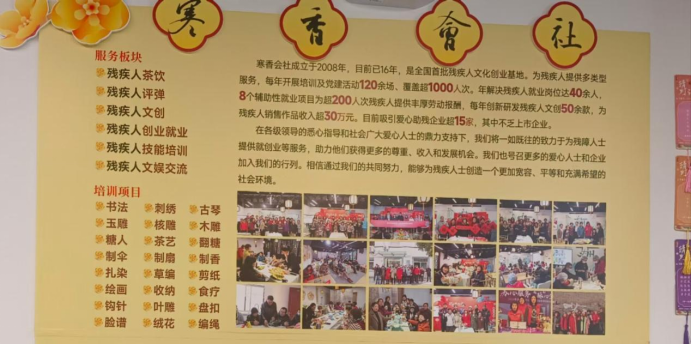 寒香會社
服务板块
残疾人茶饮
残疾人评弹
残疾人文创
残疾人创业就业
残疾人技能培训
残疾人文娱交流
培训项目
书法 刺绣 古琴
玉雕 核雕 木雕
糖人 茶艺 翻糖
制伞 制扇 制香
扎染 草编 剪纸
绘画 收纳 食疗
钩针 叶雕 盘扣
脸谱 绒花 编绳
寒香会社成立于2008年，目前已16年，是全国首批残疾人文化创业基地。为残疾人提供多类型
服务，每年开展培训及党建活动120余场，覆盖超1000人次。年解决残疾人就业岗位达40余人，
8个辅助性就业项目为超200人次残疾人提供丰厚劳动报酬，每年创新研发残疾人文创50余款，为
残疾人销售作品收入超30万元。目前吸引爱心助残企业超15家，其中不乏上市企业。
在各级领导的悉心指导和社会广大爱心人士的鼎力支持下，我们将一如既往的致力于为残障人士
提供就创业等服务，助力他们获得更多的尊重、收入和发展机会。我们也号召更多的爱心人士和企业
加入我们的行列。相信通过我们的共同努力，能够为残疾人士创造一个更加宽容、平等和充满希望的
社会环境。